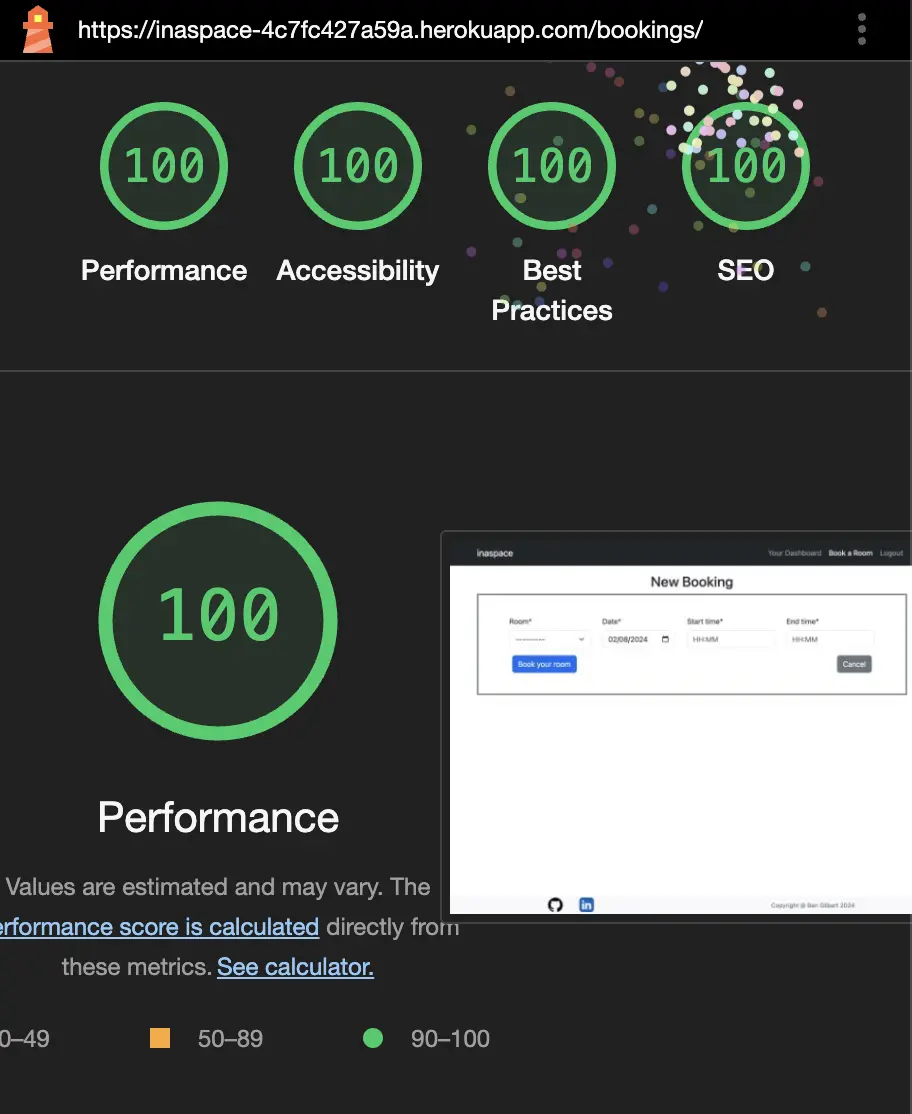 https://inaspace-4c7fc427a59a.herokuapp.com/bookings/
100 100 100 100
Performance Accessibility Best Practices SEO
100
Performance
inaspace Your Dashboard Book a Room Logout
New Booking
Room* Date* Start time* End time*
--------- 02/08/2024 HH:MM HH:MM
Book your room Cancel
Copyright @ Ben Gilbert 2024
Values are estimated and may vary. The
erformance score is calculated directly from
these metrics. See calculator.
0–49 50–89 90–100